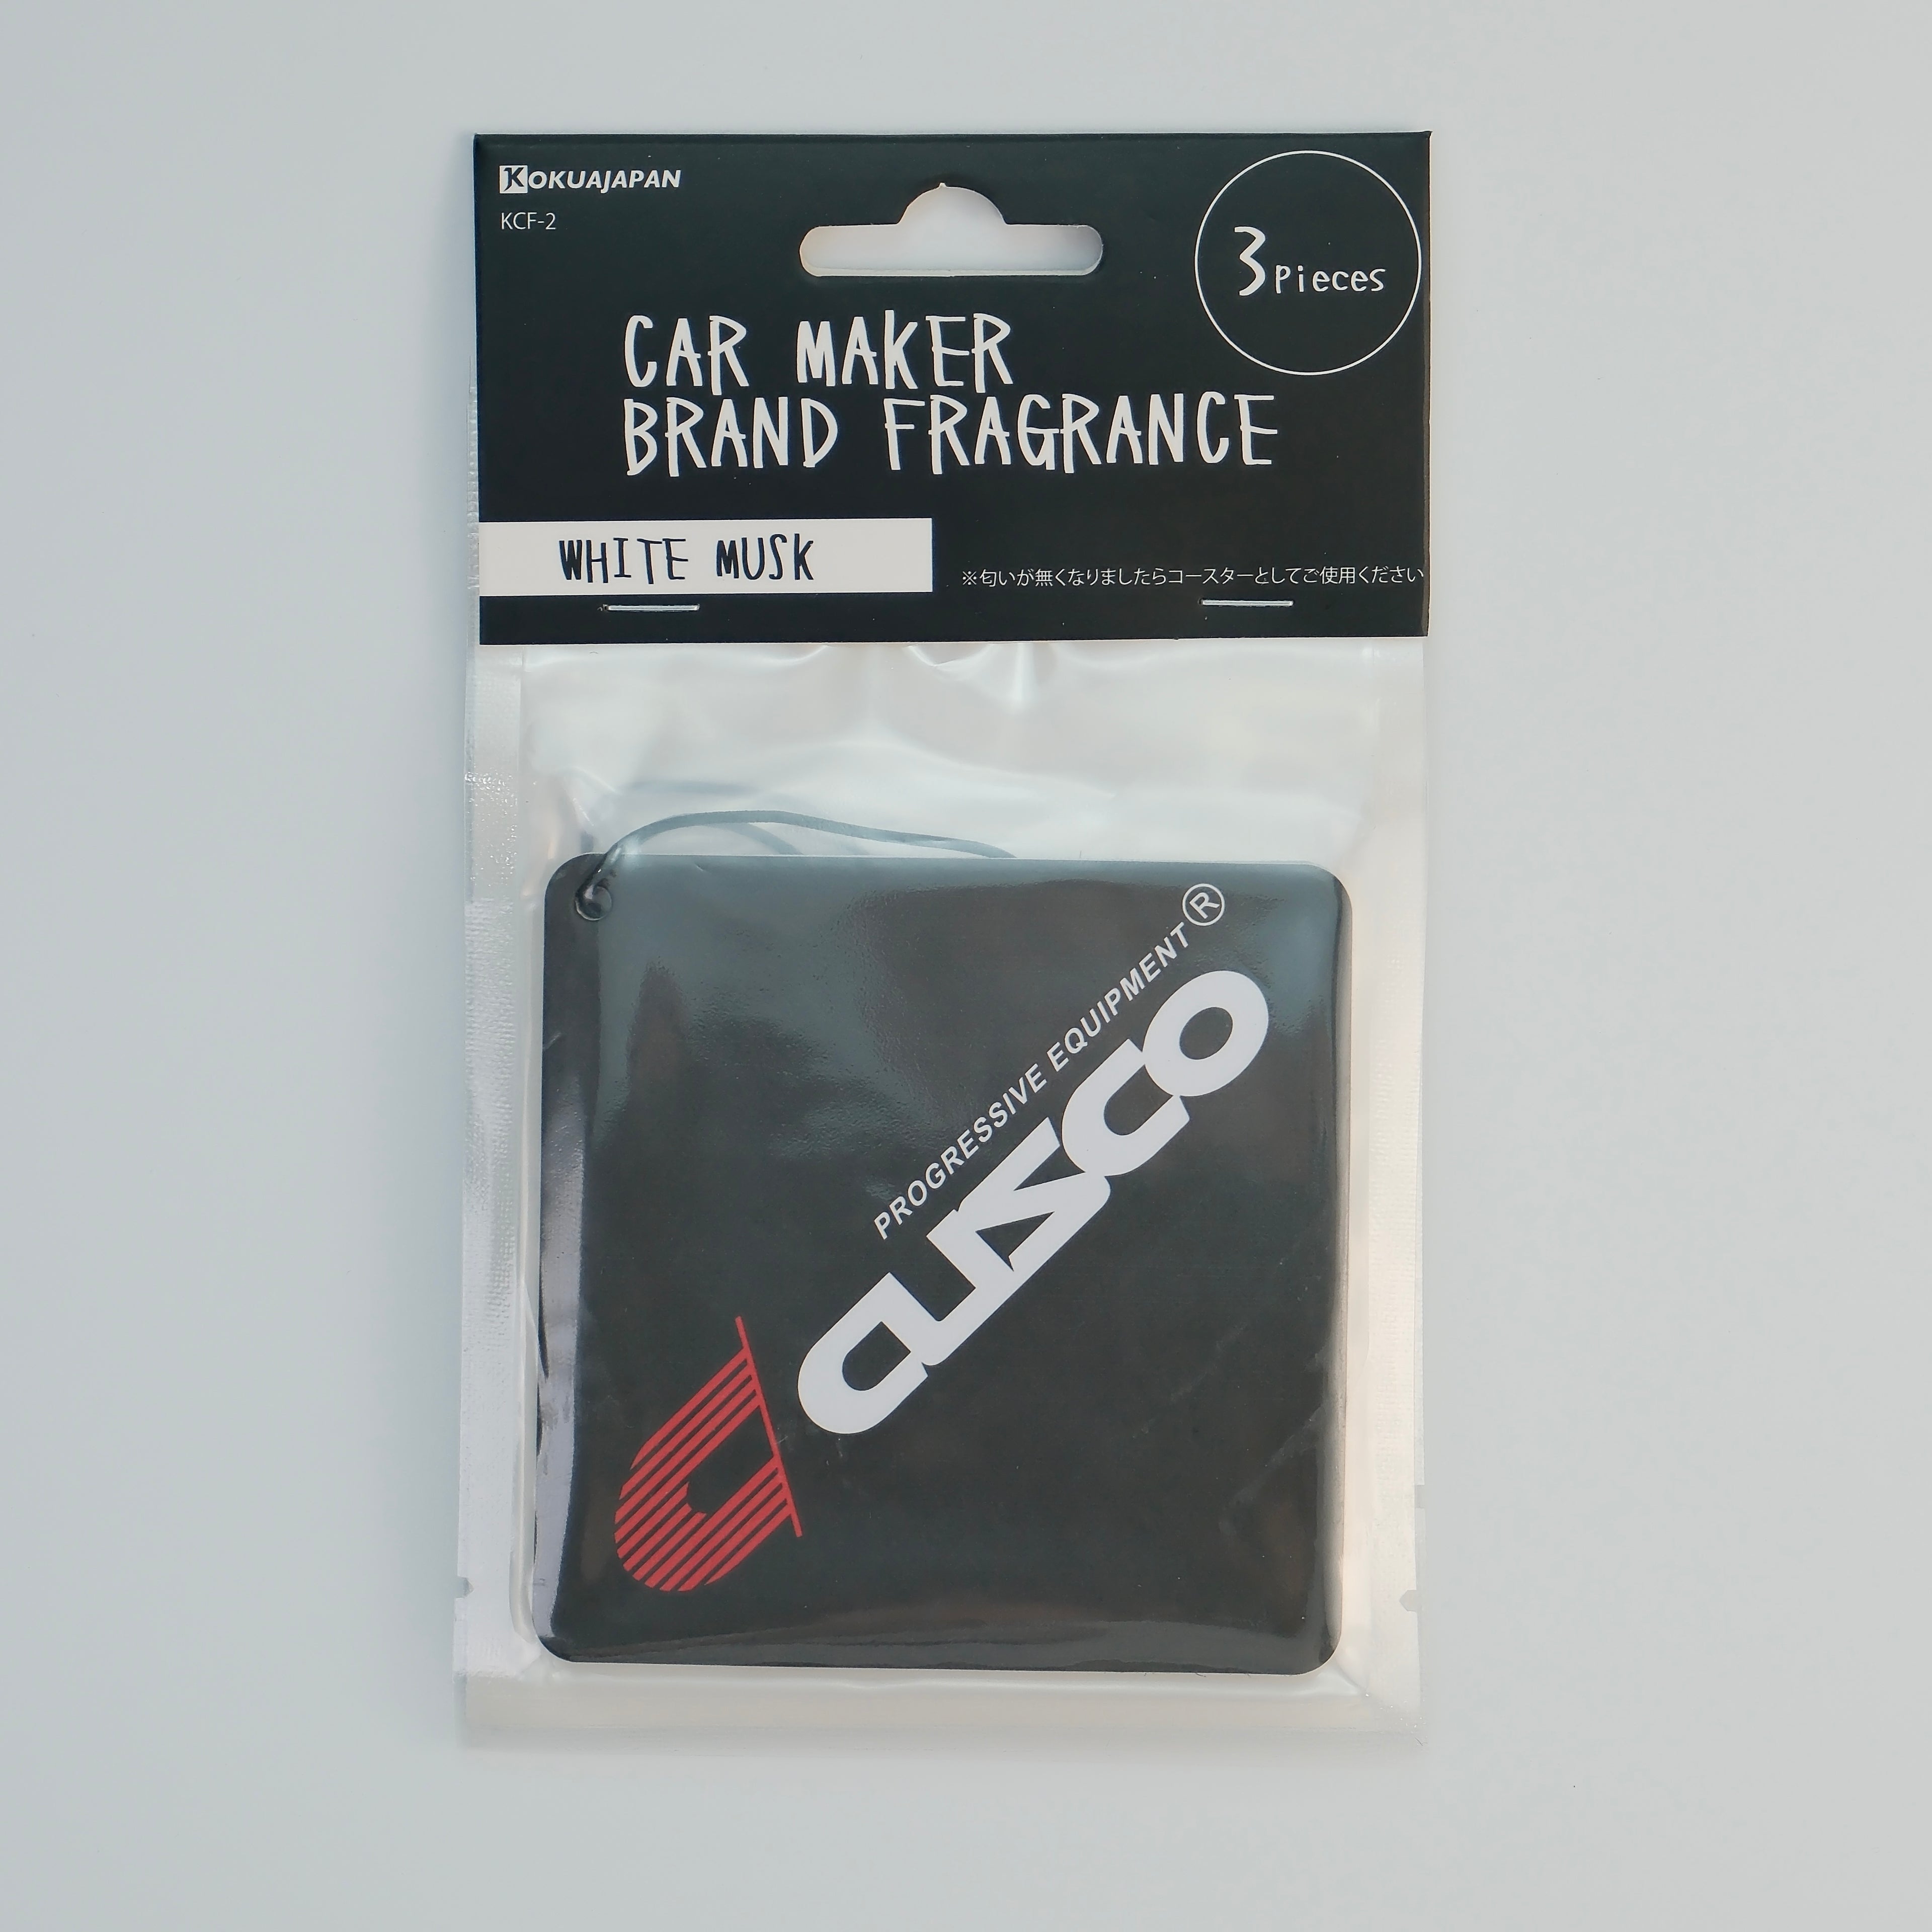 KOKUAJAPAN
KCF-2
3 Pieces
CAR MAKER
BRAND FRAGRANCE
WHITE MUSK
※匂いが無くなりましたらコースターとしてご使用ください
PROGRESSIVE EQUIPMENT®
CUSCO